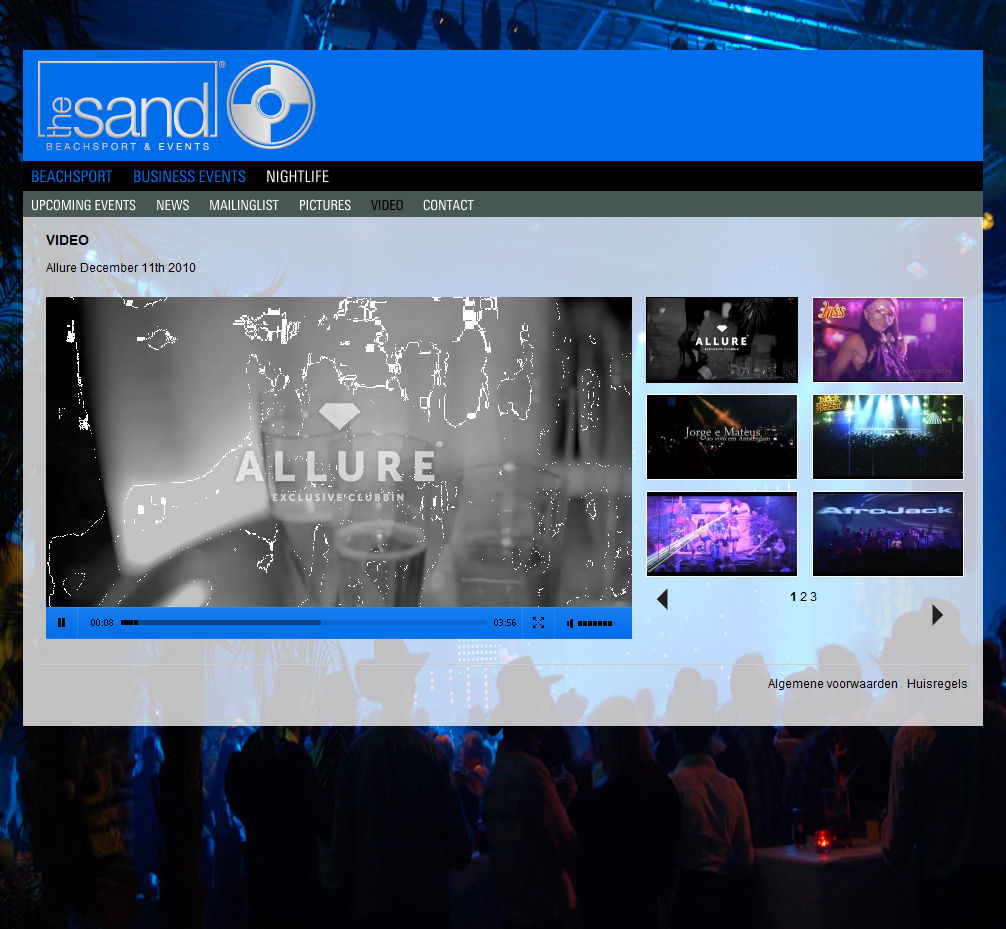 the sand®
BEACHSPORT & EVENTS
BEACHSPORT BUSINESS EVENTS NIGHTLIFE
UPCOMING EVENTS NEWS MAILINGLIST PICTURES VIDEO CONTACT
VIDEO
Allure December 11th 2010
ALLURE®
EXCLUSIVE CLUBBIN
00:08 03:56
ALLURE
EXCLUSIVE CLUBBIN
Jorge e Mateus
ao vivo em Amsterdam
AFROJACK
1 2 3
Algemene voorwaarden Huisregels